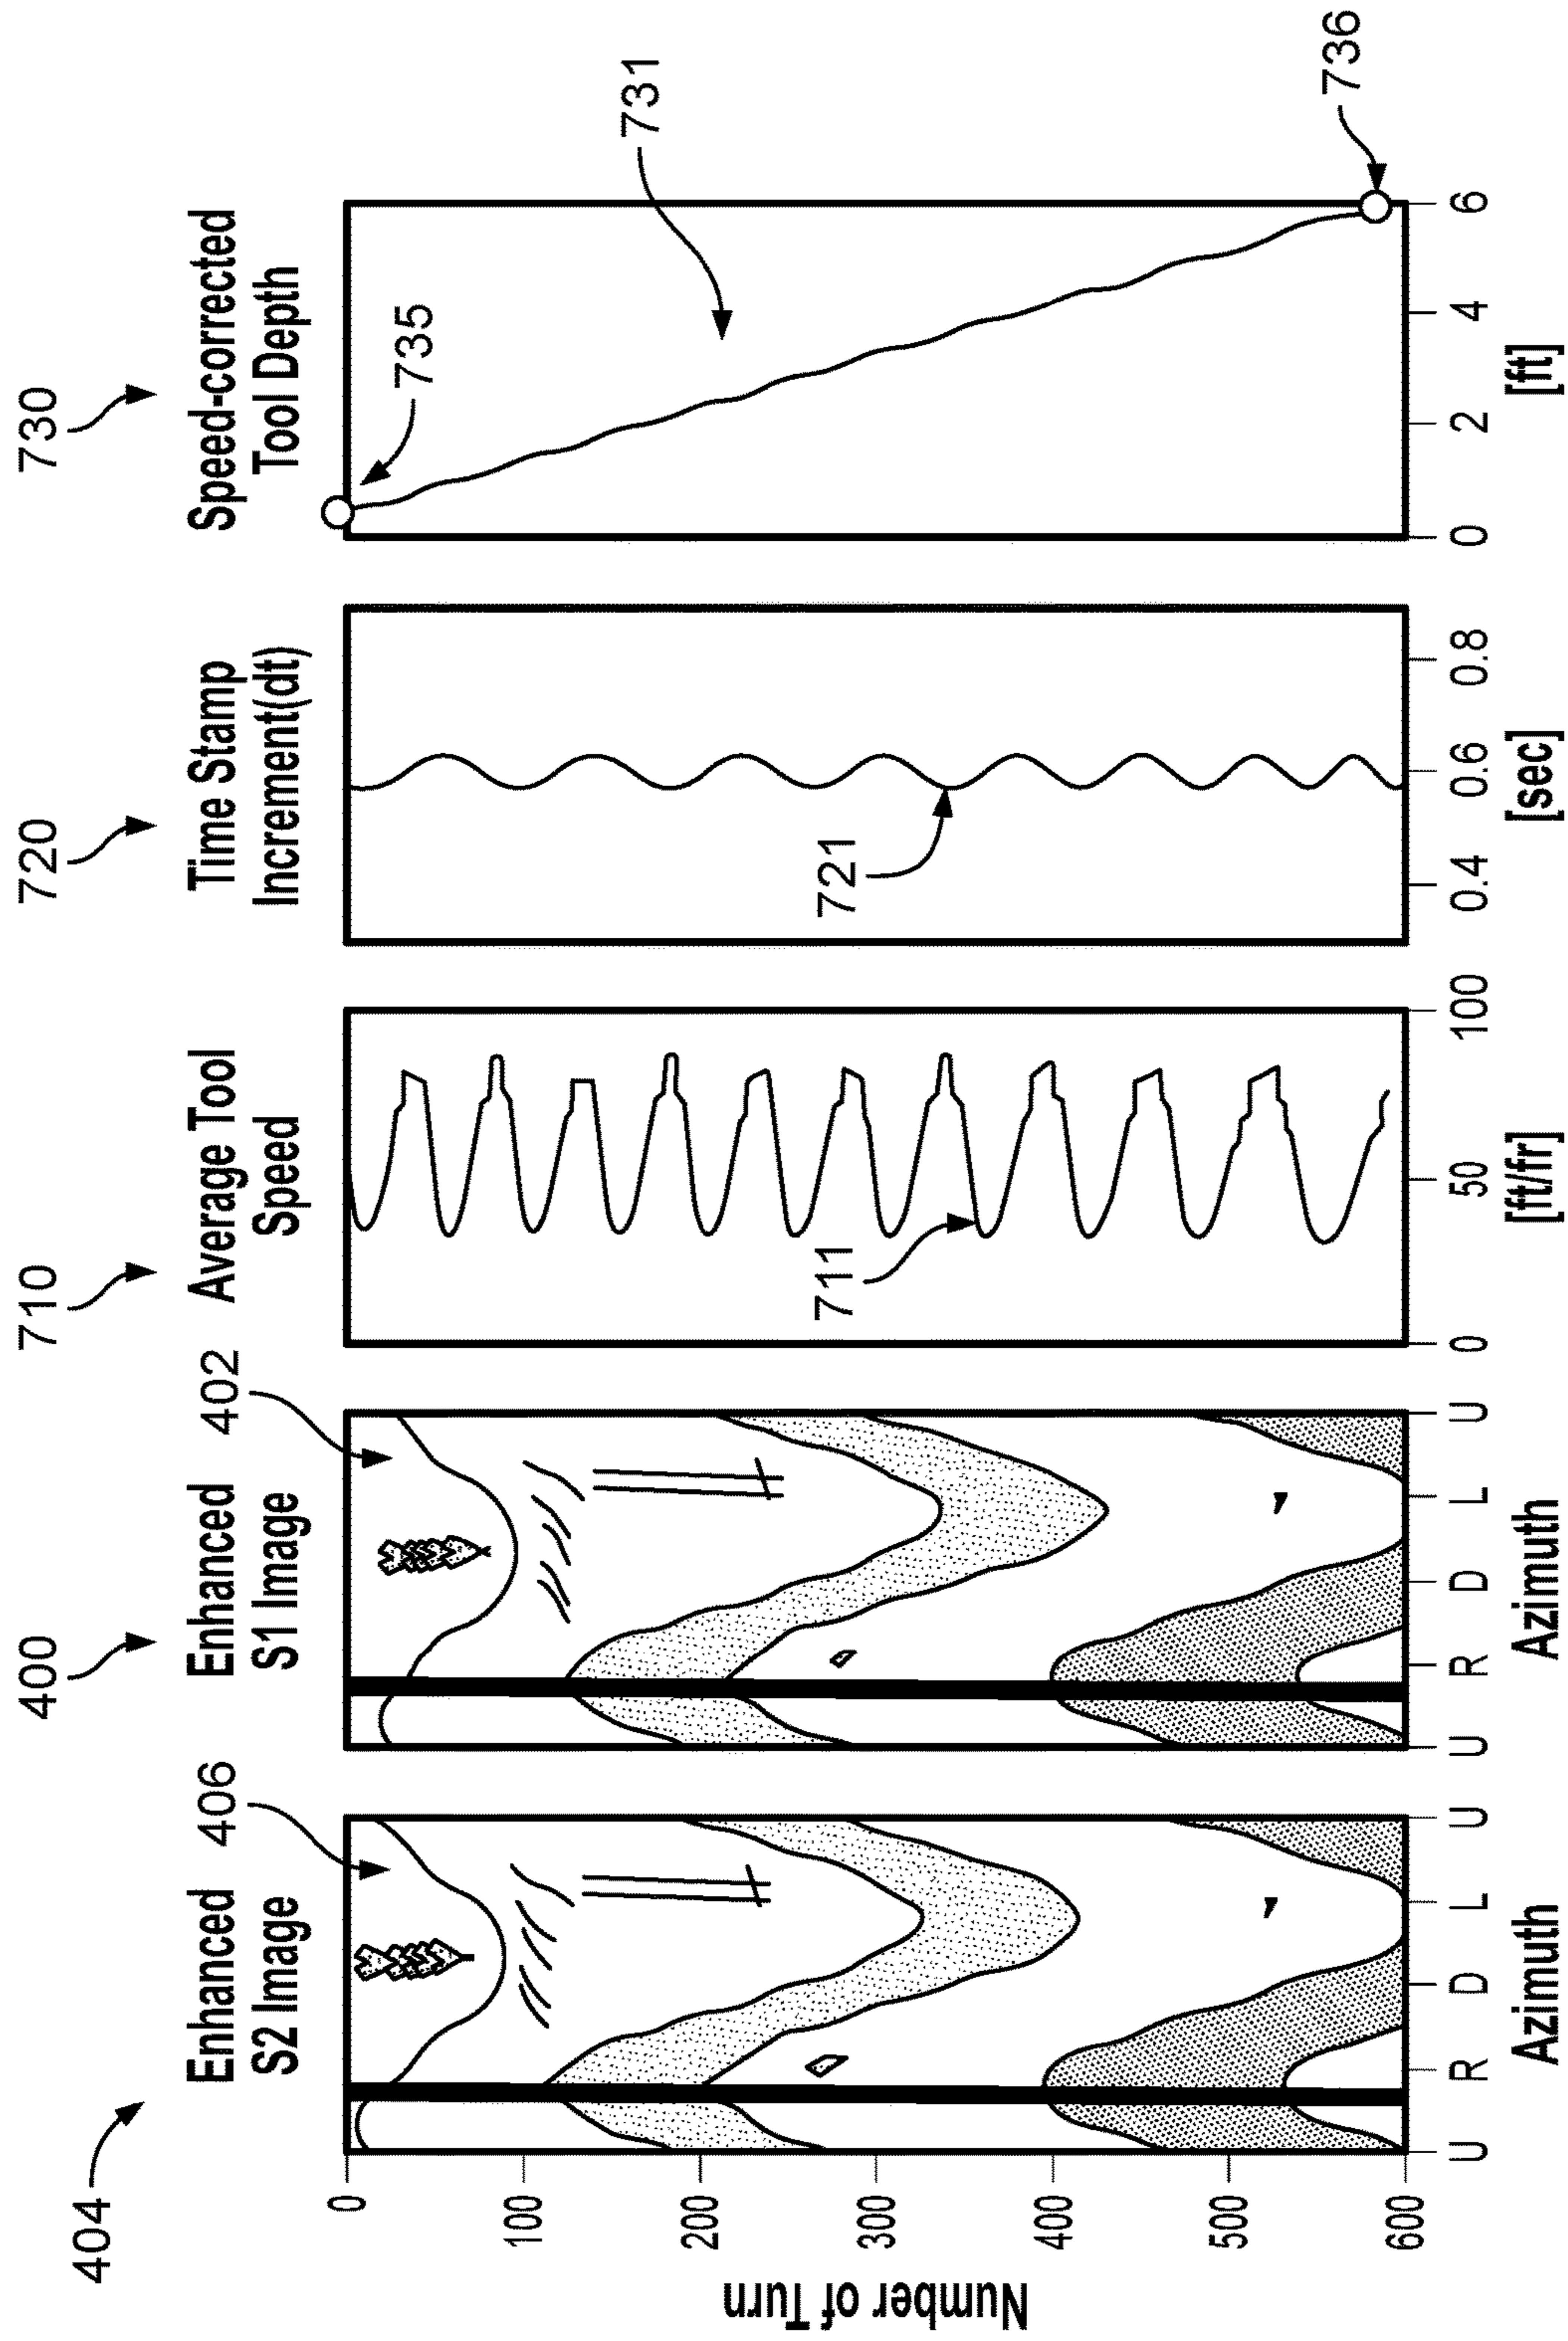 404
400
710
720
730
Enhanced
S2 Image
406
Enhanced
S1 Image
402
Average Tool
Speed
Time Stamp
Increment(dt)
Speed-corrected
Tool Depth
735
731
711
721
736
Number of Turn
0
100
200
300
400
500
600
U R D L U
Azimuth
U R D L U
Azimuth
0 50 100
[ft/fr]
0.4 0.6 0.8
[sec]
0 2 4 6
[ft]